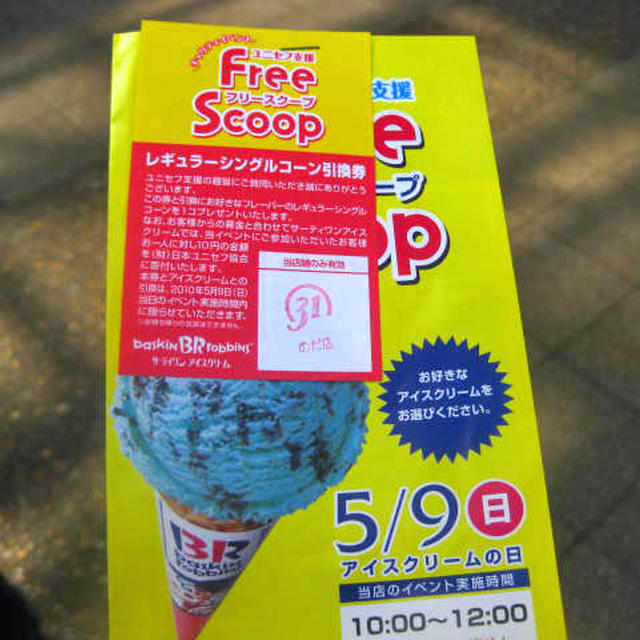 チャリティイベント
ユニセフ支援
Free
フリースクープ
Scoop
レギュラーシングルコーン引換券
ユニセフ支援の趣旨にご賛同いただき誠にありがとう
ございます。
この券と引換にお好きなフレーバーのレギュラーシングル
コーンを1コプレゼントいたします。
なお、お客様からの募金と合わせてサーティワンアイス
クリームでは、当イベントにご参加いただいたお客様
お一人に対し10円の金額
を(財)日本ユニセフ協会
に寄付いたします。
本券とアイスクリームとの
引換は、2010年5月9日(日)
当日のイベント実施時間内
に限らせていただきます。
当店舗のみ有効
31
baskin BR robbins
サーティワン アイスクリーム
支援
e
ープ
op
お好きな
アイスクリームを
お選びください。
5/9 日
アイスクリームの日
当店のイベント実施時間
10:00〜12:00
BR
baskin
robbins